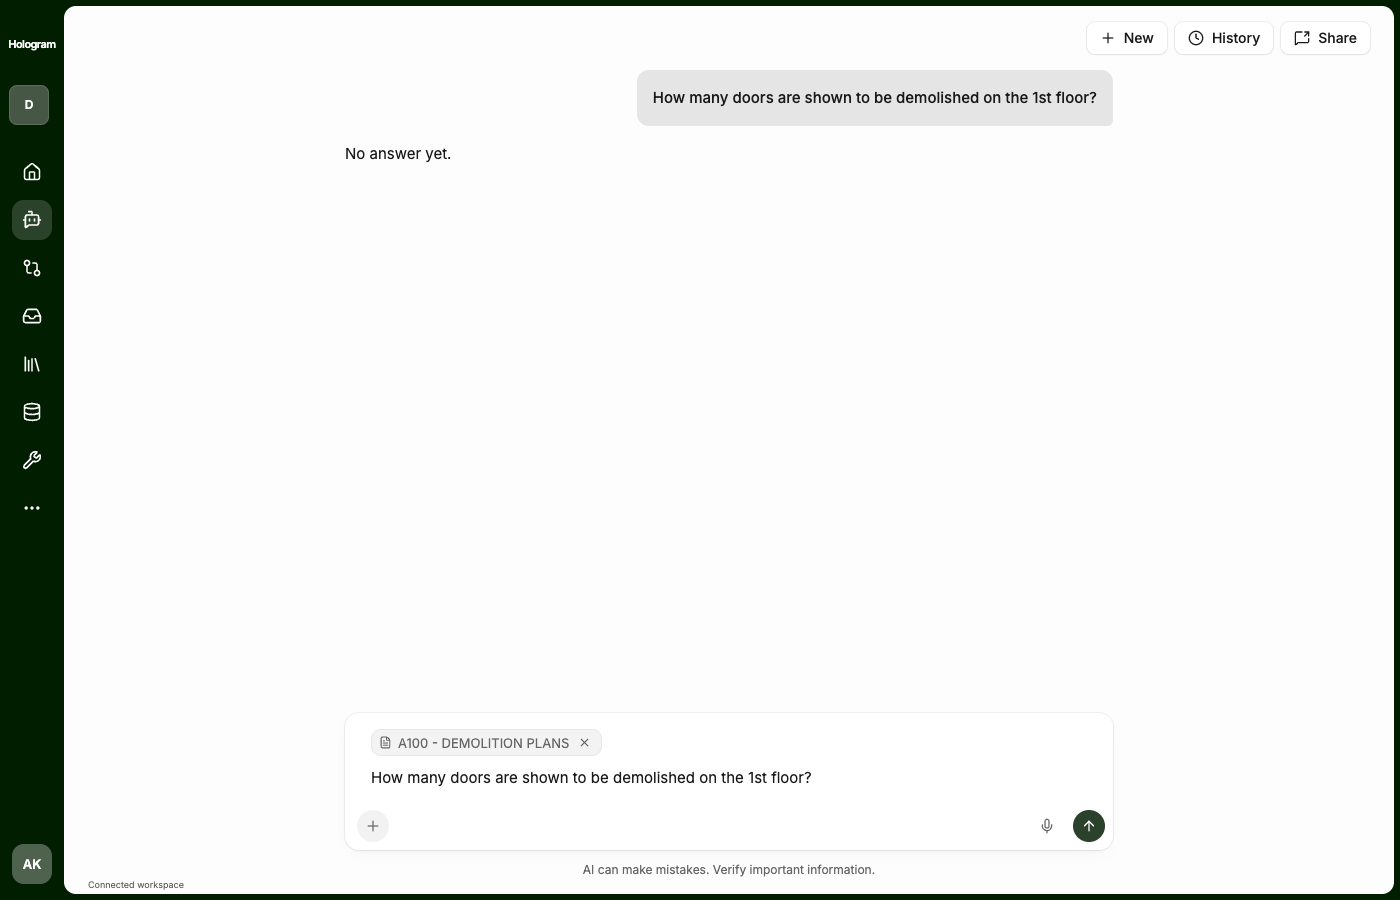 Hologram
D
New
History
Share
How many doors are shown to be demolished on the 1st floor?
No answer yet.
A100 - DEMOLITION PLANS
How many doors are shown to be demolished on the 1st floor?
AI can make mistakes. Verify important information.
AK
Connected workspace